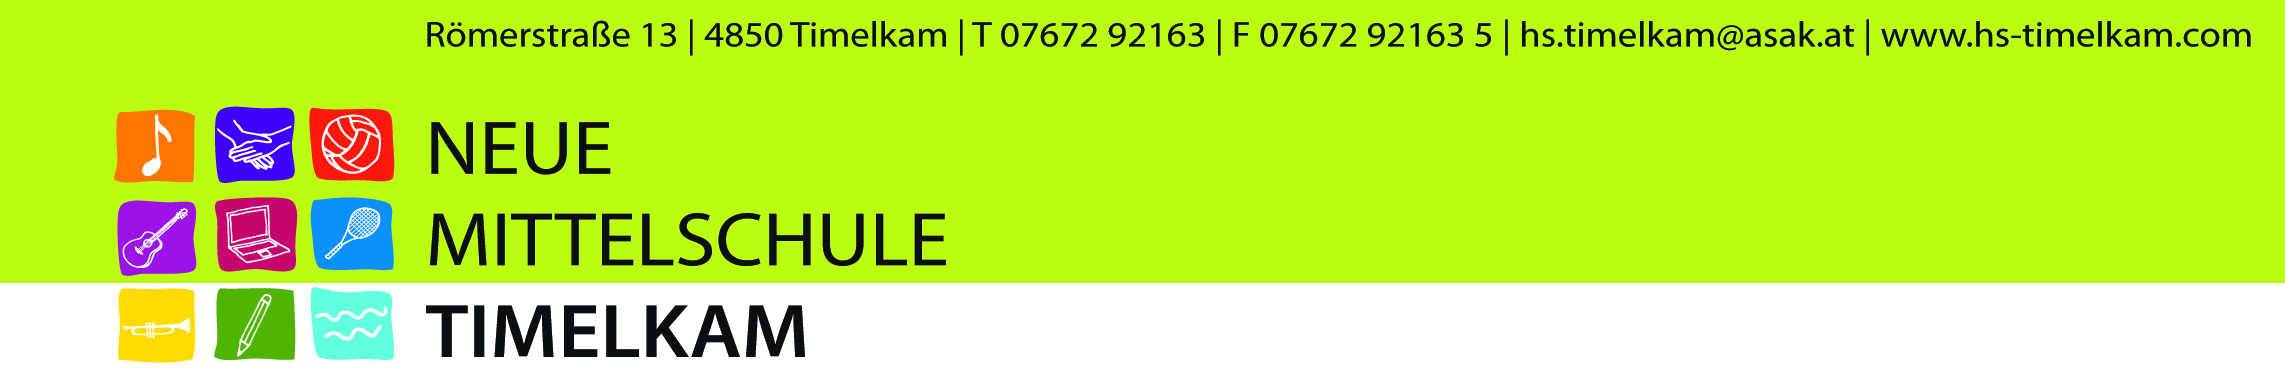 Römerstraße 13 | 4850 Timelkam | T 07672 92163 | F 07672 92163 5 | hs.timelkam@asak.at | www.hs-timelkam.com
NEUE
MITTELSCHULE
TIMELKAM